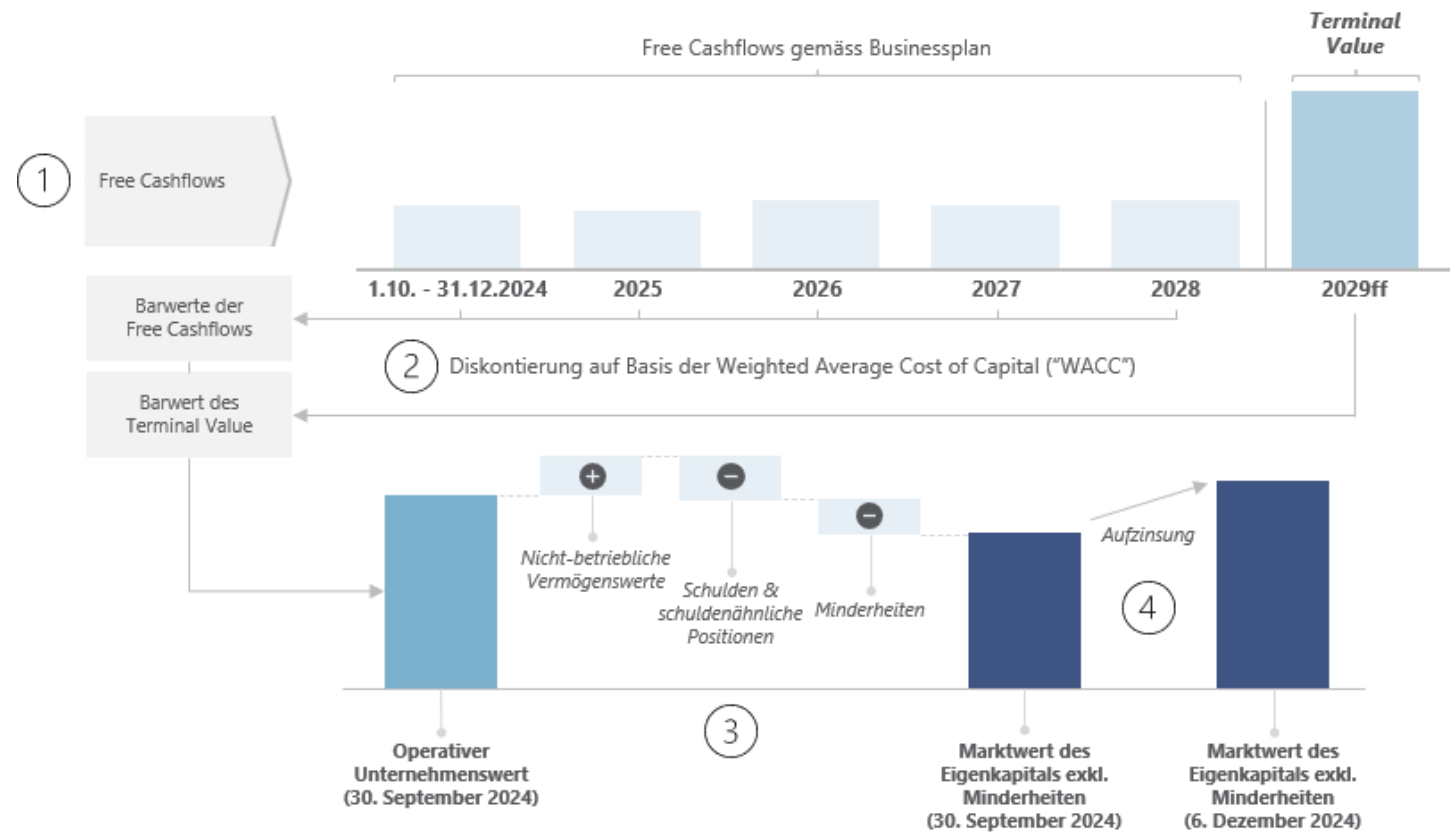 Terminal
Value
Free Cashflows gemäss Businessplan
1
Free Cashflows
1.10. - 31.12.2024
2025
2026
2027
2028
2029ff
Barwerte der
Free Cashflows
2
Diskontierung auf Basis der Weighted Average Cost of Capital (“WACC”)
Barwert des
Terminal Value
+
−
−
Nicht-betriebliche
Vermögenswerte
Schulden &
schuldenähnliche
Positionen
Minderheiten
Aufzinsung
4
3
Operativer
Unternehmenswert
(30. September 2024)
Marktwert des
Eigenkapitals exkl.
Minderheiten
(30. September 2024)
Marktwert des
Eigenkapitals exkl.
Minderheiten
(6. Dezember 2024)